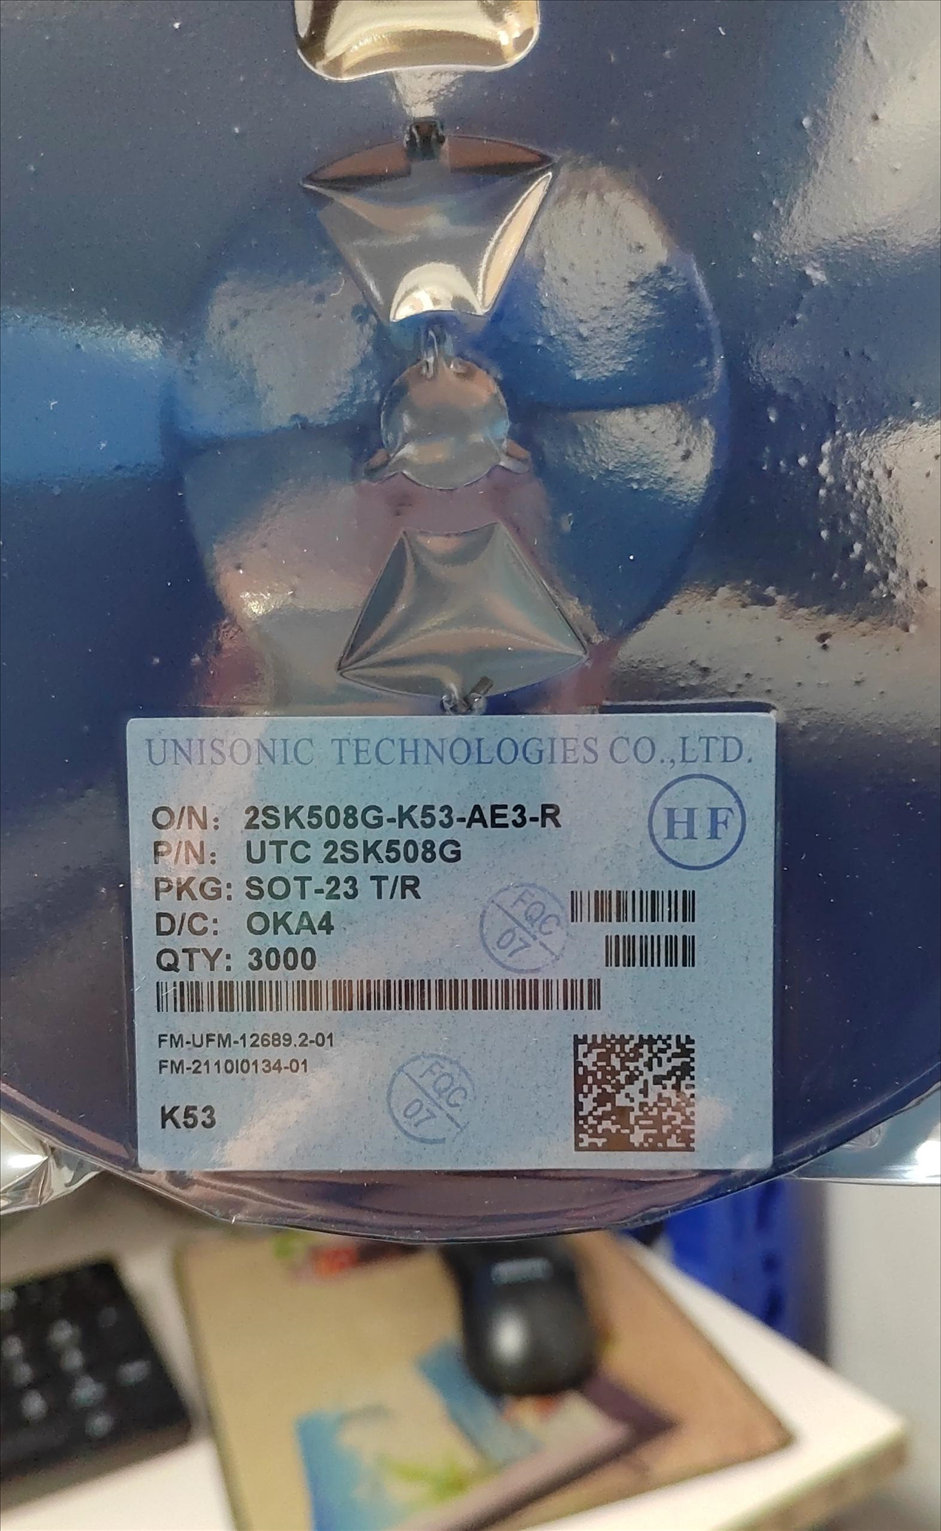 UNISONIC TECHNOLOGIES CO.,LTD.
O/N: 2SK508G-K53-AE3-R
HF
P/N: UTC 2SK508G
PKG: SOT-23 T/R
D/C: OKA4
FQC
07
QTY: 3000
FM-UFM-12689.2-01
FM-2110I0134-01
FQC
07
K53